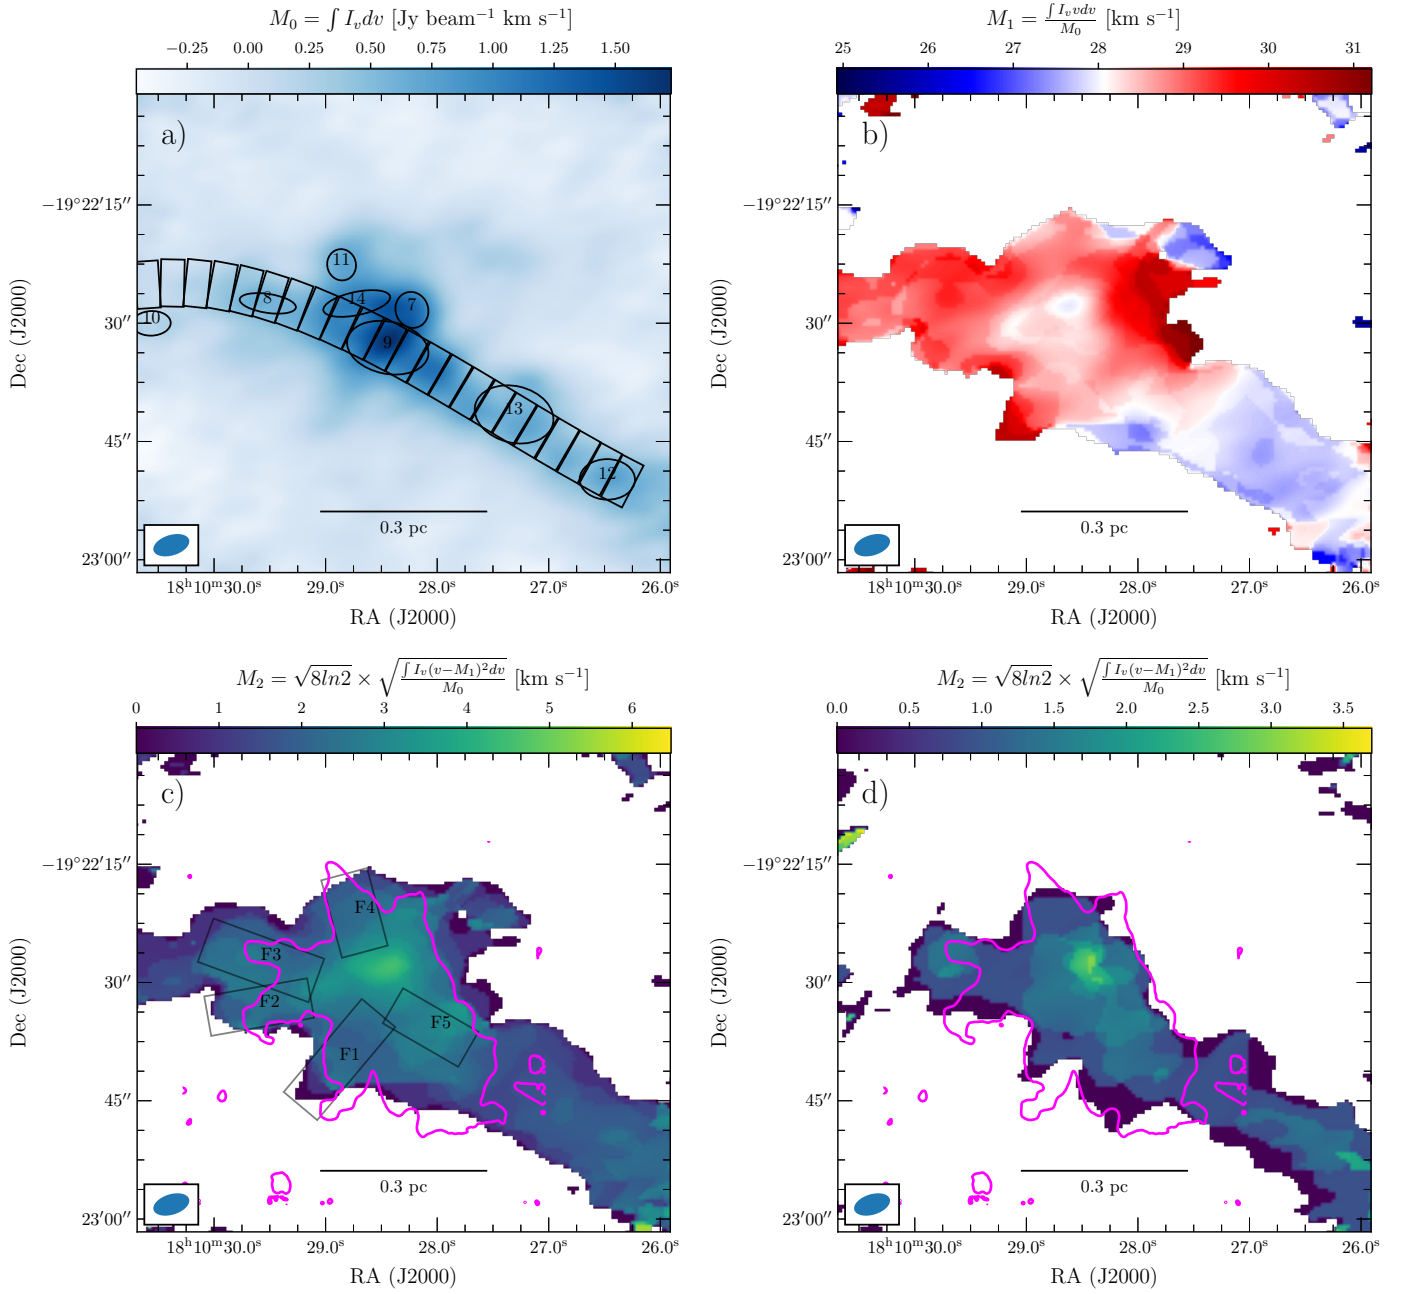 M₀ = ∫ Iᵥdv [Jy beam⁻¹ km s⁻¹]
−0.25 0.00 0.25 0.50 0.75 1.00 1.25 1.50
a)
11
14
7
8
10
9
13
12
0.3 pc
−19°22′15″
30″
45″
23′00″
Dec (J2000)
18ʰ10ᵐ30.0ˢ 29.0ˢ 28.0ˢ 27.0ˢ 26.0ˢ
RA (J2000)
M₁ = ∫ Iᵥvdv / M₀ [km s⁻¹]
25 26 27 28 29 30 31
b)
0.3 pc
−19°22′15″
30″
45″
23′00″
Dec (J2000)
18ʰ10ᵐ30.0ˢ 29.0ˢ 28.0ˢ 27.0ˢ 26.0ˢ
RA (J2000)
M₂ = √8ln2 × √(∫ Iᵥ(v−M₁)²dv / M₀) [km s⁻¹]
0 1 2 3 4 5 6
c)
F4
F3
F2
F5
F1
0.3 pc
−19°22′15″
30″
45″
23′00″
Dec (J2000)
18ʰ10ᵐ30.0ˢ 29.0ˢ 28.0ˢ 27.0ˢ 26.0ˢ
RA (J2000)
M₂ = √8ln2 × √(∫ Iᵥ(v−M₁)²dv / M₀) [km s⁻¹]
0.0 0.5 1.0 1.5 2.0 2.5 3.0 3.5
d)
0.3 pc
−19°22′15″
30″
45″
23′00″
Dec (J2000)
18ʰ10ᵐ30.0ˢ 29.0ˢ 28.0ˢ 27.0ˢ 26.0ˢ
RA (J2000)